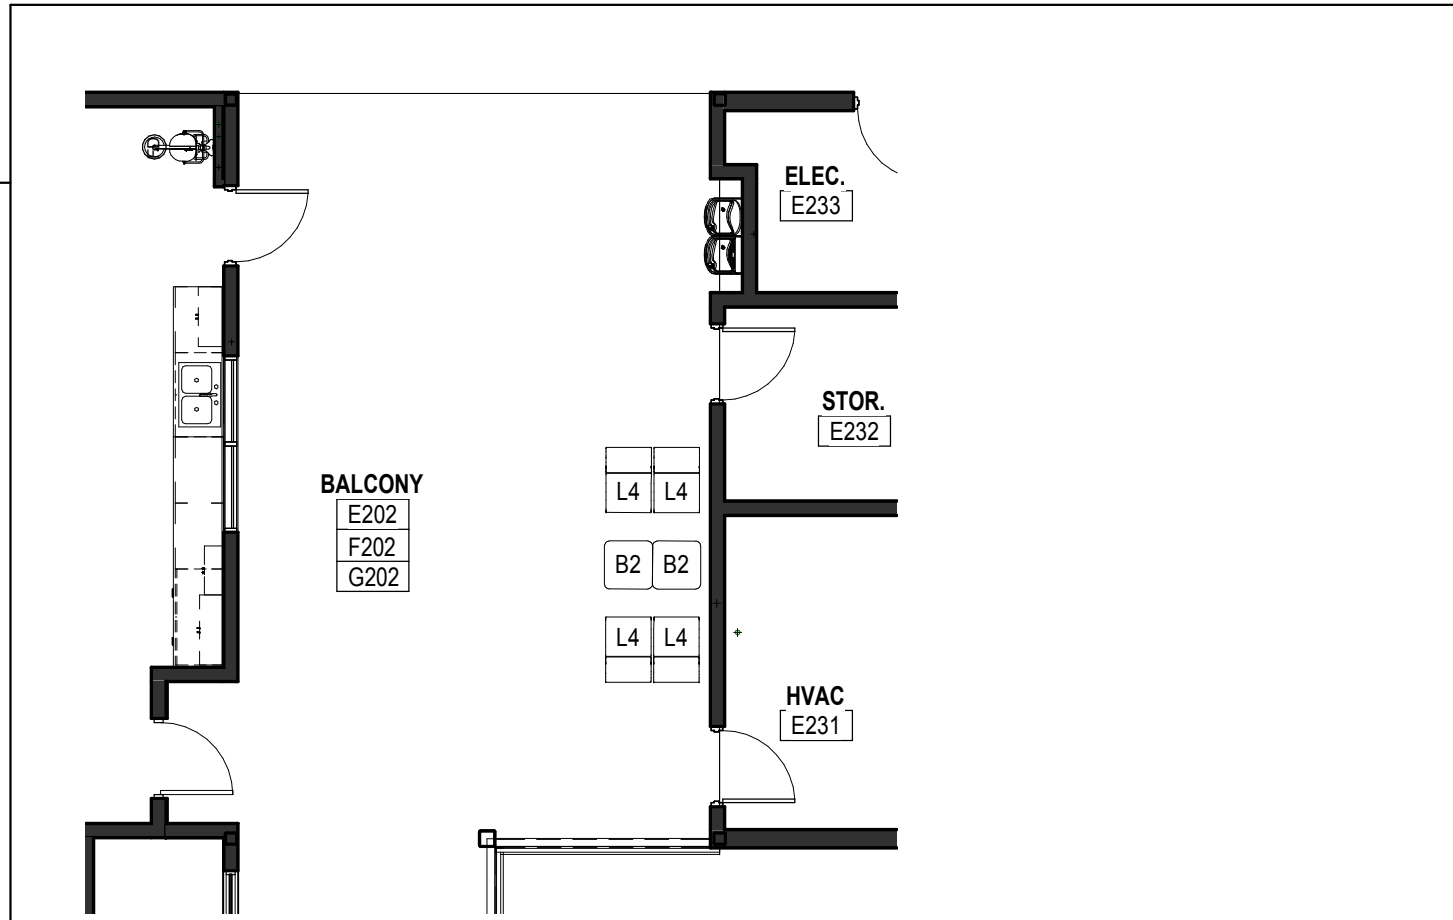 ELEC.
E233
STOR.
E232
BALCONY
E202
F202
G202
L4 L4
B2 B2
L4 L4
HVAC
E231